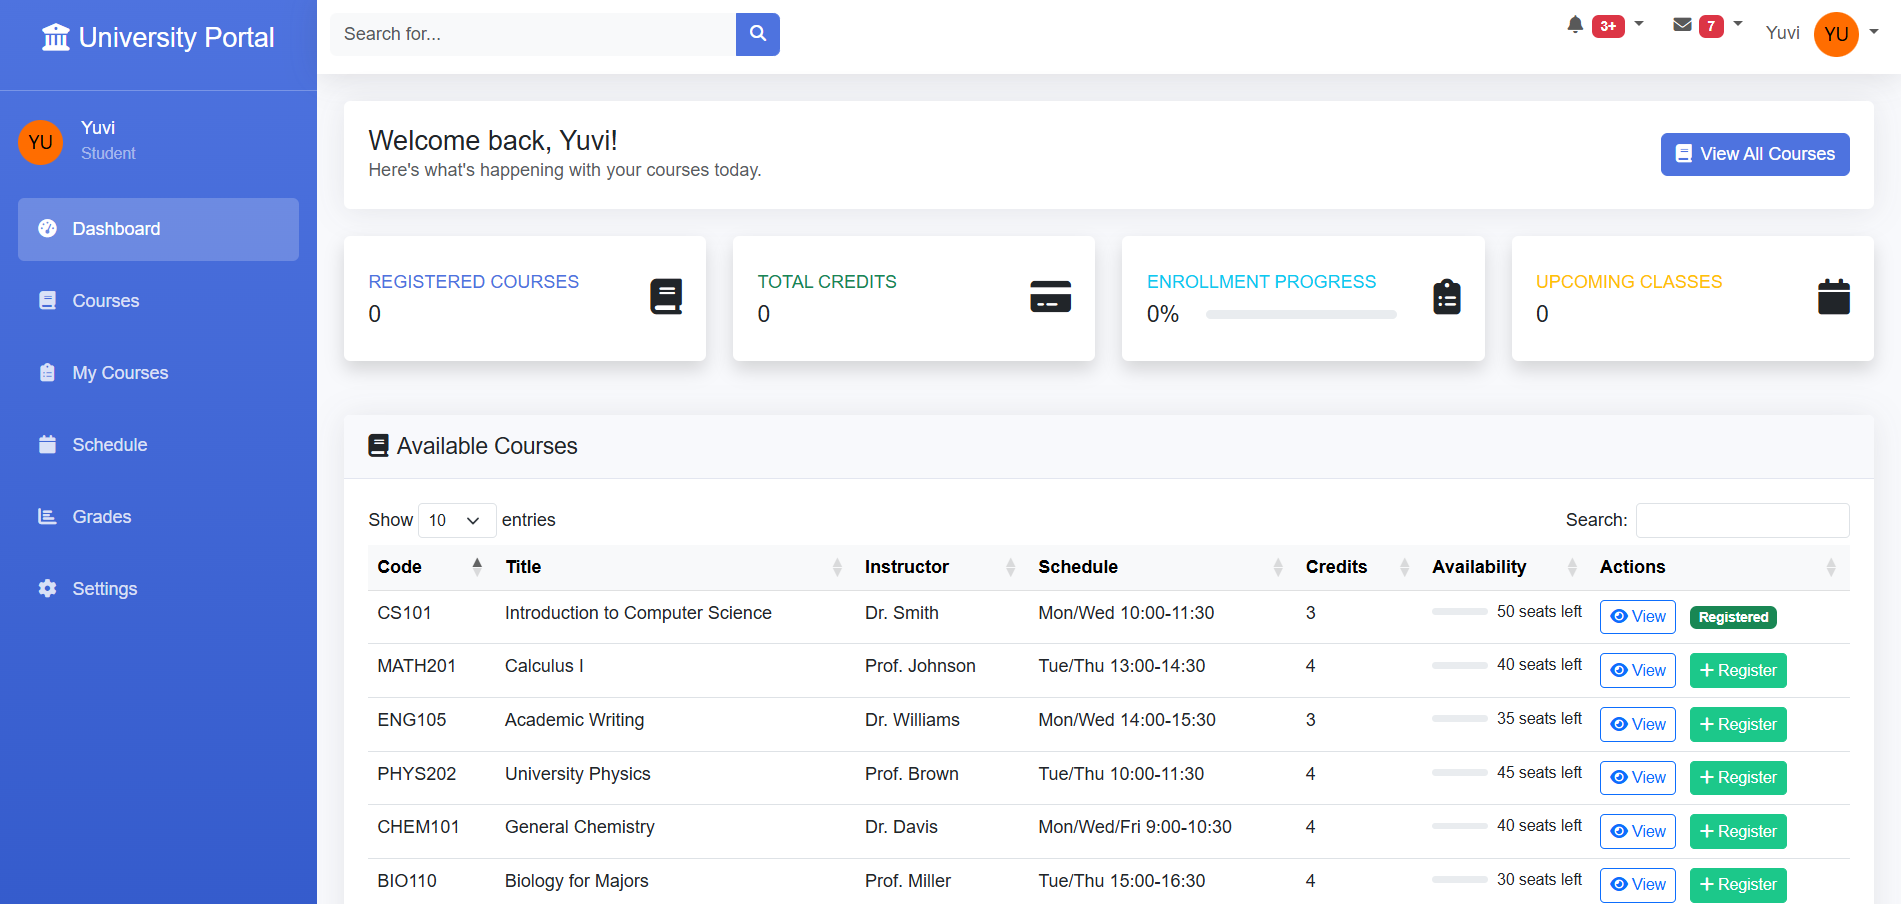 University Portal
Search for...
3+
7
Yuvi
YU
YU
Yuvi
Student
Dashboard
Courses
My Courses
Schedule
Grades
Settings
Welcome back, Yuvi!
Here's what's happening with your courses today.
View All Courses
REGISTERED COURSES
0
TOTAL CREDITS
0
ENROLLMENT PROGRESS
0%
UPCOMING CLASSES
0
Available Courses
Show 10 entries
Search:
Code Title Instructor Schedule Credits Availability Actions
CS101 Introduction to Computer Science Dr. Smith Mon/Wed 10:00-11:30 3 50 seats left View Registered
MATH201 Calculus I Prof. Johnson Tue/Thu 13:00-14:30 4 40 seats left View Register
ENG105 Academic Writing Dr. Williams Mon/Wed 14:00-15:30 3 35 seats left View Register
PHYS202 University Physics Prof. Brown Tue/Thu 10:00-11:30 4 45 seats left View Register
CHEM101 General Chemistry Dr. Davis Mon/Wed/Fri 9:00-10:30 4 40 seats left View Register
BIO110 Biology for Majors Prof. Miller Tue/Thu 15:00-16:30 4 30 seats left View Register